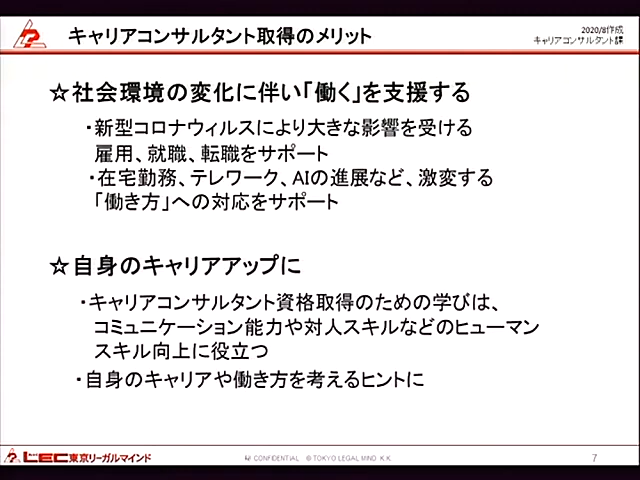 キャリアコンサルタント取得のメリット
2020/8作成
キャリアコンサルタント課
☆社会環境の変化に伴い「働く」を支援する
・新型コロナウィルスにより大きな影響を受ける
雇用、就職、転職をサポート
・在宅勤務、テレワーク、AIの進展など、激変する
「働き方」への対応をサポート
☆自身のキャリアアップに
・キャリアコンサルタント資格取得のための学びは、
コミュニケーション能力や対人スキルなどのヒューマン
スキル向上に役立つ
・自身のキャリアや働き方を考えるヒントに
LEC東京リーガルマインド
CONFIDENTIAL © TOKYO LEGAL MIND K.K.
7